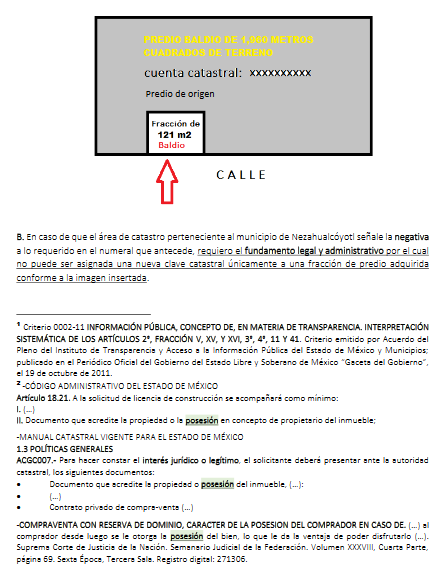 PREDIO BALDIO DE 1,960 METROS
CUADRADOS DE TERRENO
cuenta catastral: xxxxxxxxxx
Predio de origen
Fracción de
121 m2
Baldio
CALLE
B. En caso de que el área de catastro perteneciente al municipio de Nezahualcóyotl señale la negativa
a lo requerido en el numeral que antecede, requiero el fundamento legal y administrativo por el cual
no puede ser asignada una nueva clave catastral únicamente a una fracción de predio adquirida
conforme a la imagen insertada.
1 Criterio 0002-11 INFORMACIÓN PÚBLICA, CONCEPTO DE, EN MATERIA DE TRANSPARENCIA. INTERPRETACIÓN
SISTEMÁTICA DE LOS ARTÍCULOS 2°, FRACCIÓN V, XV, Y XVI, 3°, 4°, 11 Y 41. Criterio emitido por Acuerdo del
Pleno del Instituto de Transparencia y Acceso a la Información Pública del Estado de México y Municipios;
publicado en el Periódico Oficial del Gobierno del Estado Libre y Soberano de México "Gaceta del Gobierno",
el 19 de octubre de 2011.
2 -CÓDIGO ADMINISTRATIVO DEL ESTADO DE MÉXICO
Artículo 18.21. A la solicitud de licencia de construcción se acompañaré como mínimo:
I. (...)
II. Documento que acredite la propiedad o la posesión en concepto de propietario del inmueble;
-MANUAL CATASTRAL VIGENTE PARA EL ESTADO DE MÉXICO
1.3 POLÍTICAS GENERALES
ACGC007.- Para hacer constar el interés jurídico o legítimo, el solicitante deberá presentar ante la autoridad
catastral, los siguientes documentos:
• Documento que acredite la propiedad o posesión del inmueble, (...):
• (...)
• Contrato privado de compra-venta (...)
-COMPRAVENTA CON RESERVA DE DOMINIO, CARACTER DE LA POSESION DEL COMPRADOR EN CASO DE. (...) al
comprador desde luego se le otorga la posesión del bien, lo que le da la ventaja de poder disfrutarlo (...).
Suprema Corte de Justicia de la Nación. Semanario Judicial de la Federación. Volumen XXXVIII, Cuarta Parte,
página 69. Sexta Época, Tercera Sala. Registro digital: 271306.